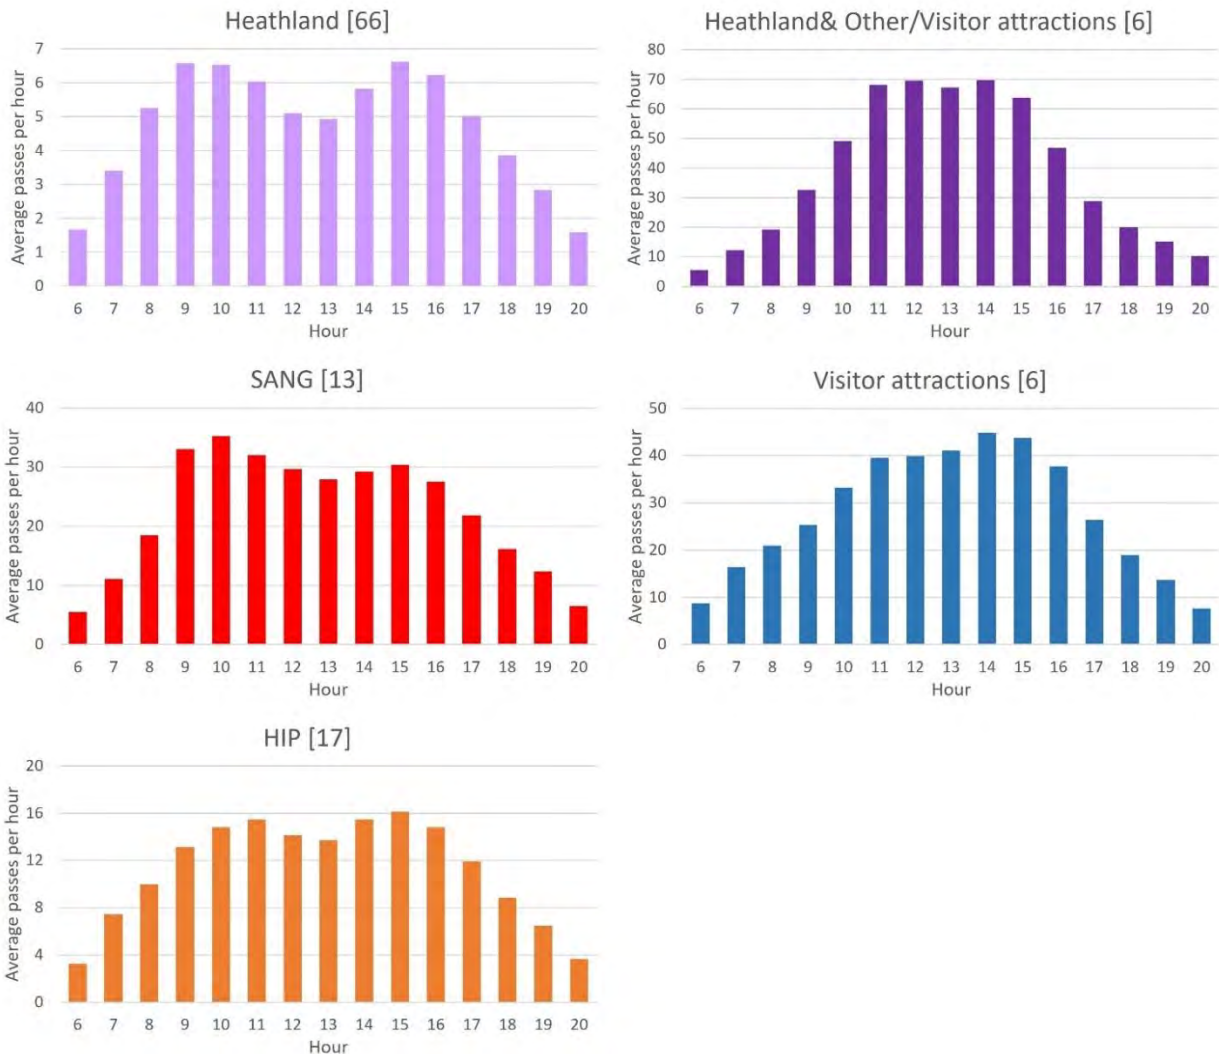 Heathland [66]
Average passes per hour
7
6
5
4
3
2
1
0
6 7 8 9 10 11 12 13 14 15 16 17 18 19 20
Hour
Heathland& Other/Visitor attractions [6]
Average passes per hour
80
70
60
50
40
30
20
10
0
6 7 8 9 10 11 12 13 14 15 16 17 18 19 20
Hour
SANG [13]
Average passes per hour
40
30
20
10
0
6 7 8 9 10 11 12 13 14 15 16 17 18 19 20
Hour
Visitor attractions [6]
Average passes per hour
50
40
30
20
10
0
6 7 8 9 10 11 12 13 14 15 16 17 18 19 20
Hour
HIP [17]
Average passes per hour
20
16
12
8
4
0
6 7 8 9 10 11 12 13 14 15 16 17 18 19 20
Hour